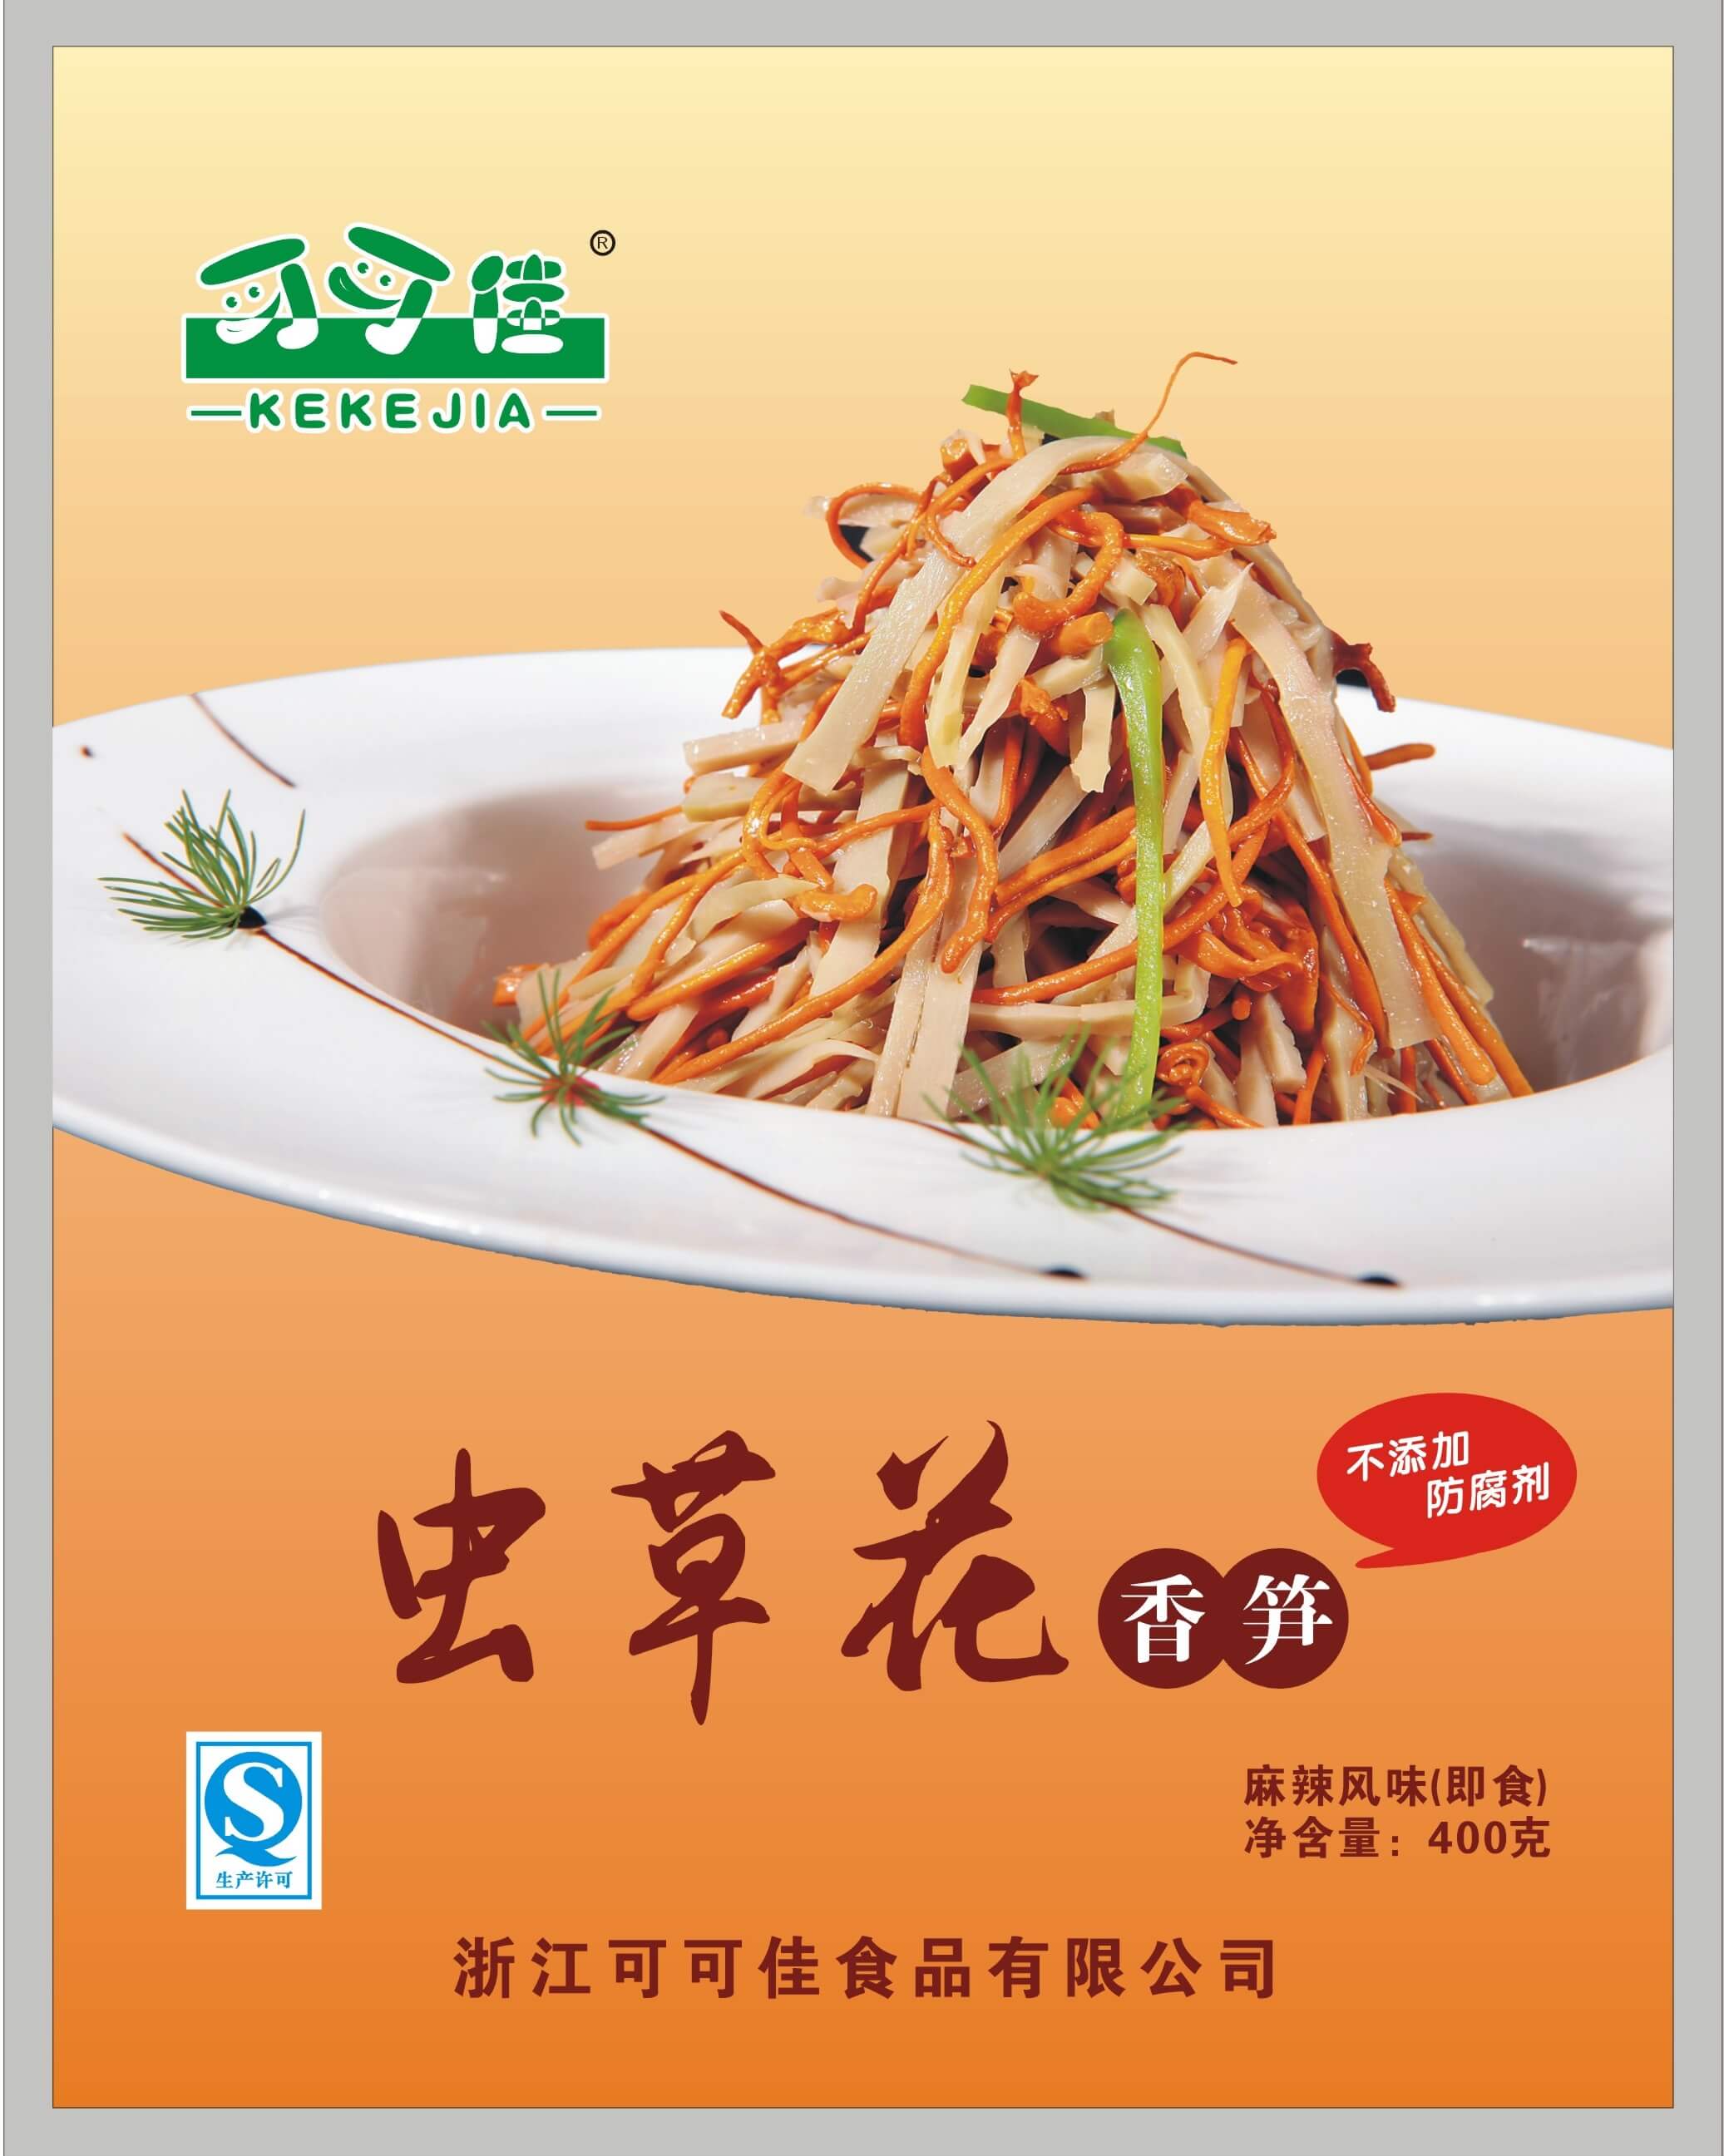 可可佳®
KEKEJIA
不添加
防腐剂
虫草花香笋
麻辣风味(即食)
净含量：400克
QS
生产许可
浙江可可佳食品有限公司